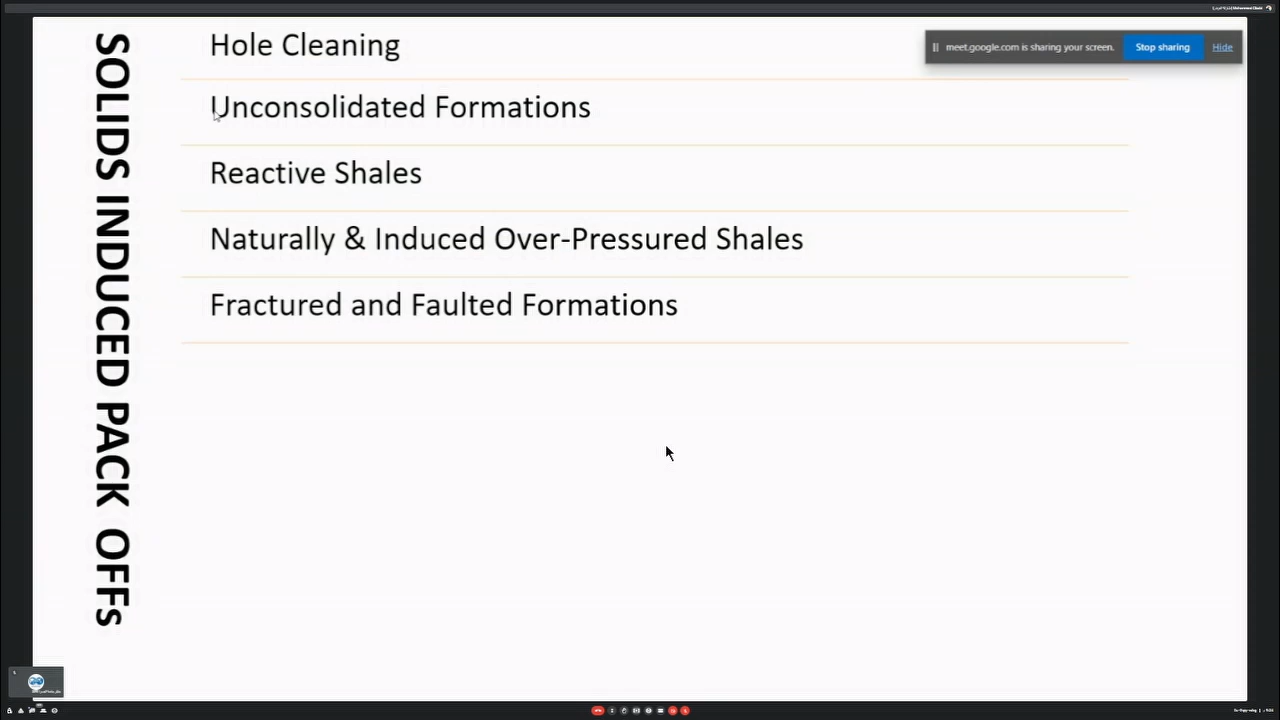 SOLIDS INDUCED PACK OFFs
Hole Cleaning
meet.google.com is sharing your screen.
Stop sharing
Hide
Unconsolidated Formations
Reactive Shales
Naturally & Induced Over-Pressured Shales
Fractured and Faulted Formations